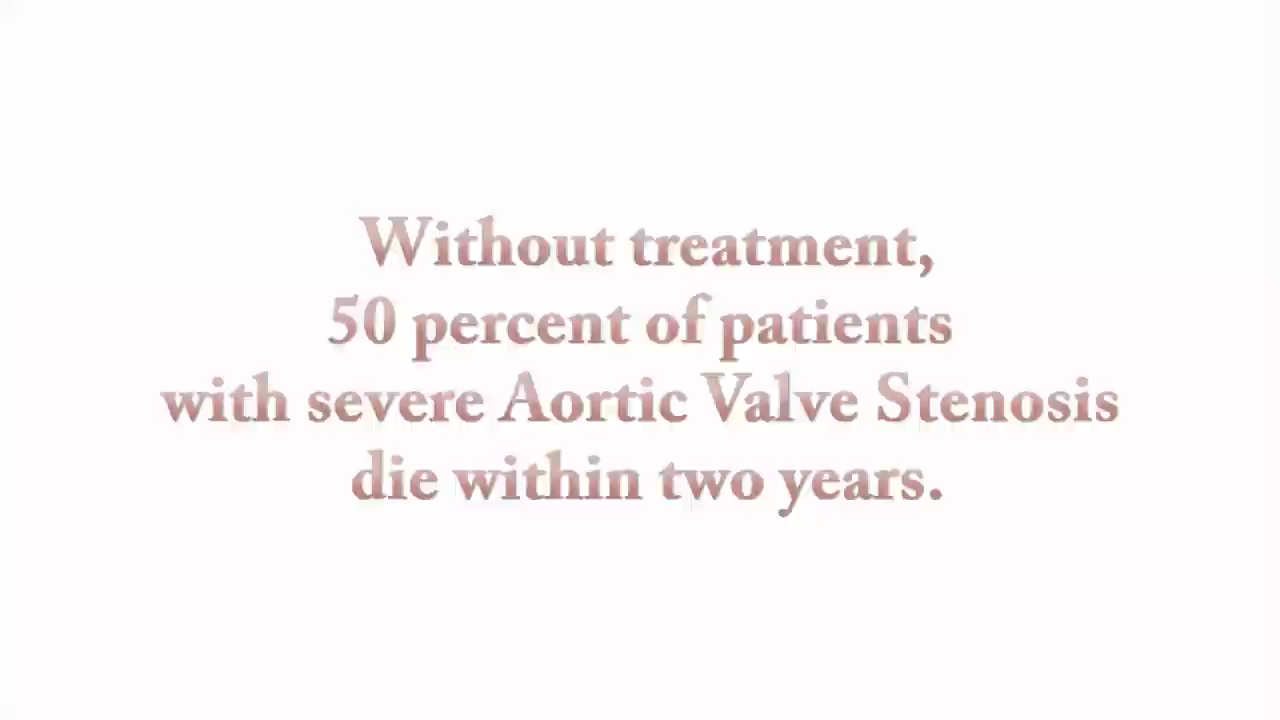 Without treatment,
50 percent of patients
with severe Aortic Valve Stenosis
die within two years.